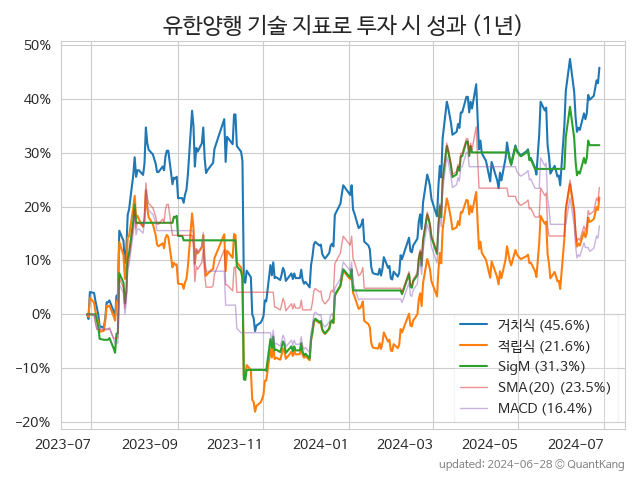 유한양행 기술 지표로 투자 시 성과 (1년)
50%
40%
30%
20%
10%
0%
−10%
−20%
거치식 (45.6%)
적립식 (21.6%)
SigM (31.3%)
SMA(20) (23.5%)
MACD (16.4%)
2023-07 2023-09 2023-11 2024-01 2024-03 2024-05 2024-07
updated: 2024-06-28 © QuantKang